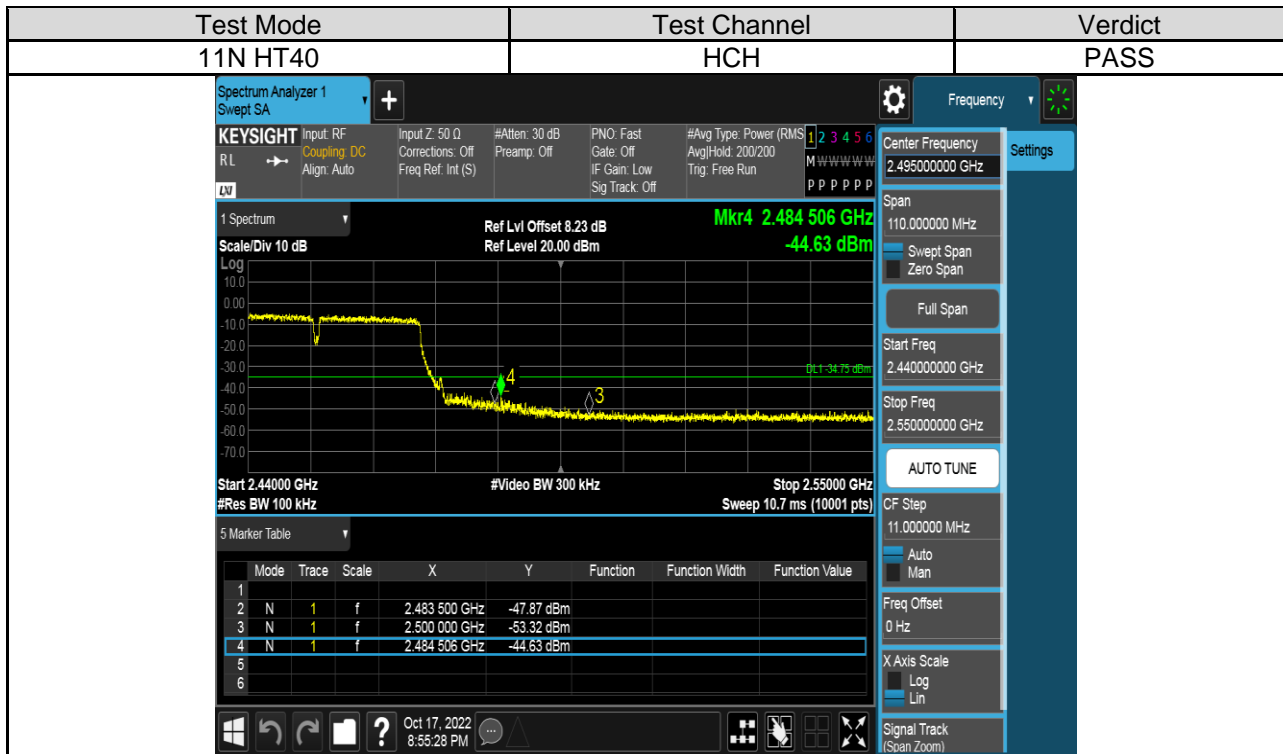 Test Mode Test Channel Verdict
11N HT40 HCH PASS
Spectrum Analyzer 1
Swept SA
+
Frequency
KEYSIGHT
RL
LXI
Input: RF
Coupling: DC
Align: Auto
Input Z: 50 Ω
Corrections: Off
Freq Ref: Int (S)
#Atten: 30 dB
Preamp: Off
PNO: Fast
Gate: Off
IF Gain: Low
Sig Track: Off
#Avg Type: Power (RMS
Avg|Hold: 200/200
Trig: Free Run
1 2 3 4 5 6
M W W W W W
P P P P P P
1 Spectrum
Scale/Div 10 dB
Ref Lvl Offset 8.23 dB
Ref Level 20.00 dBm
Mkr4 2.484 506 GHz
-44.63 dBm
Log
10.0
0.00
-10.0
-20.0
-30.0
-40.0
-50.0
-60.0
-70.0
DL1 -34.75 dBm
4
3
Start 2.44000 GHz #Video BW 300 kHz Stop 2.55000 GHz
#Res BW 100 kHz Sweep 10.7 ms (10001 pts)
5 Marker Table
Mode Trace Scale X Y Function Function Width Function Value
1
2 N 1 f 2.483 500 GHz -47.87 dBm
3 N 1 f 2.500 000 GHz -53.32 dBm
4 N 1 f 2.484 506 GHz -44.63 dBm
5
6
Center Frequency
2.495000000 GHz
Settings
Span
110.000000 MHz
Swept Span
Zero Span
Full Span
Start Freq
2.440000000 GHz
Stop Freq
2.550000000 GHz
AUTO TUNE
CF Step
11.000000 MHz
Auto
Man
Freq Offset
0 Hz
X Axis Scale
Log
Lin
Signal Track
(Span Zoom)
?
Oct 17, 2022
8:55:28 PM